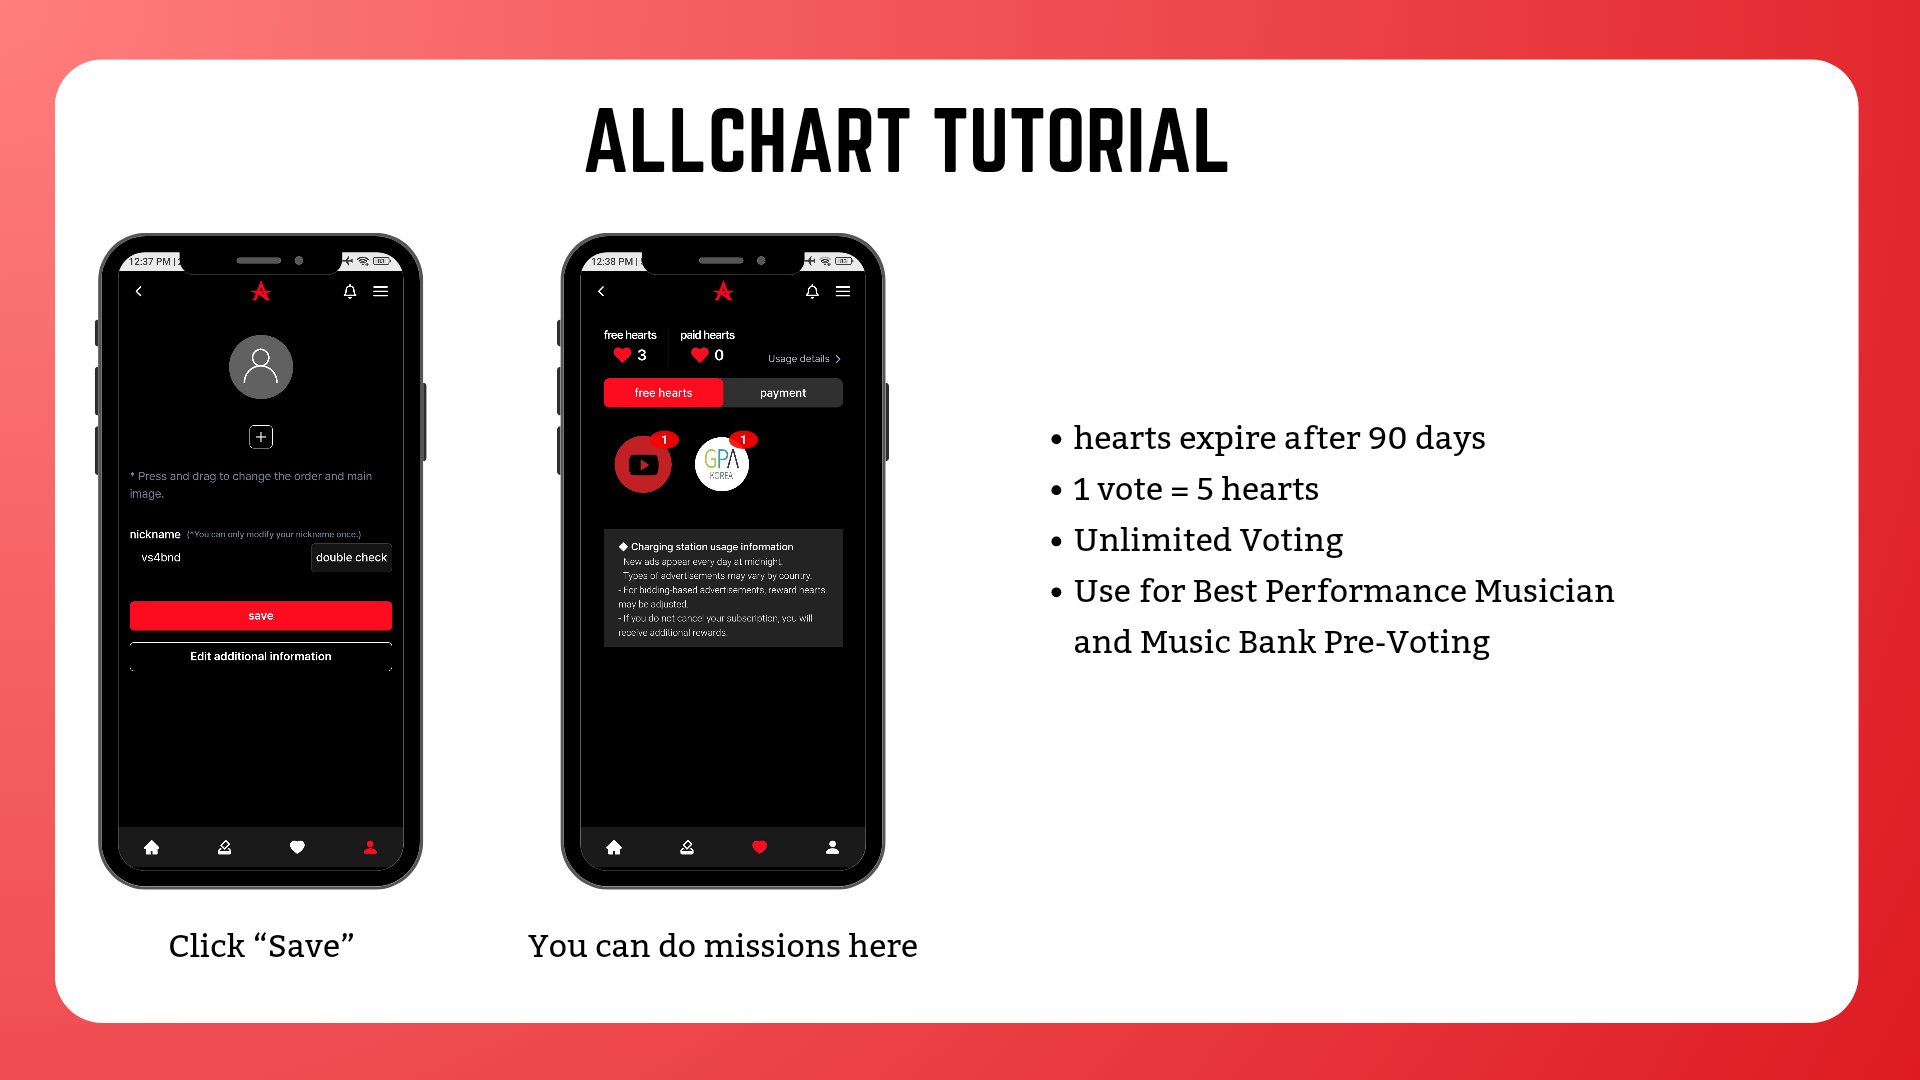 ALLCHART TUTORIAL
12:37 PM |
* Press and drag to change the order and main
image.
nickname (*You can only modify your nickname once.)
vs4bnd
double check
save
Edit additional information
Click “Save”
12:38 PM |
free hearts paid hearts
3 0
Usage details
free hearts payment
1 1
GPA
KOREA
◆ Charging station usage information
New ads appear every day at midnight.
Types of advertisements may vary by country.
- For bidding-based advertisements, reward hearts
may be adjusted.
- If you do not cancel your subscription, you will
receive additional rewards.
You can do missions here
• hearts expire after 90 days
• 1 vote = 5 hearts
• Unlimited Voting
• Use for Best Performance Musician
and Music Bank Pre-Voting